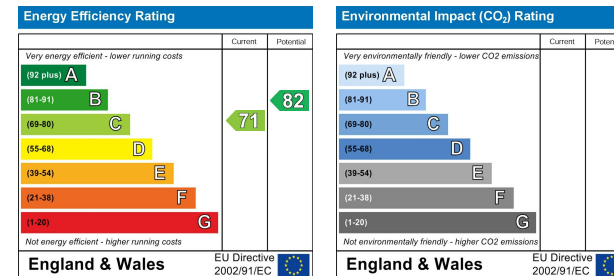 Energy Efficiency Rating
Current Potential
Very energy efficient - lower running costs
(92 plus) A
(81-91) B
82
(69-80) C
71
(55-68) D
(39-54) E
(21-38) F
(1-20) G
Not energy efficient - higher running costs
England & Wales
EU Directive
2002/91/EC
Environmental Impact (CO₂) Rating
Current Poten
Very environmentally friendly - lower CO2 emissions
(92 plus) A
(81-91) B
(69-80) C
(55-68) D
(39-54) E
(21-38) F
(1-20) G
Not environmentally friendly - higher CO2 emissions
England & Wales
EU Directive
2002/91/EC